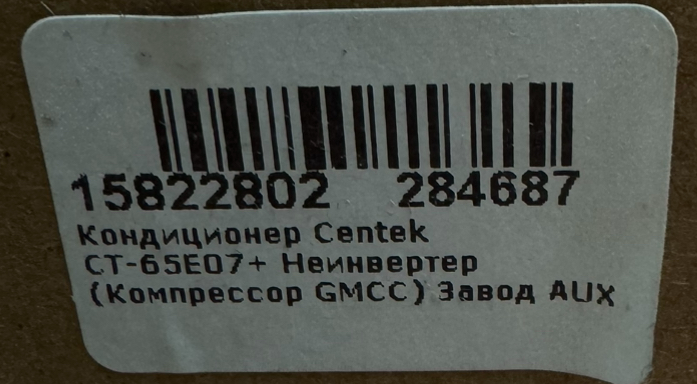 15822802 284687
Кондиционер Centek
CT-65E07+ Неинвертер
(Компрессор GMCC) Завод AUX